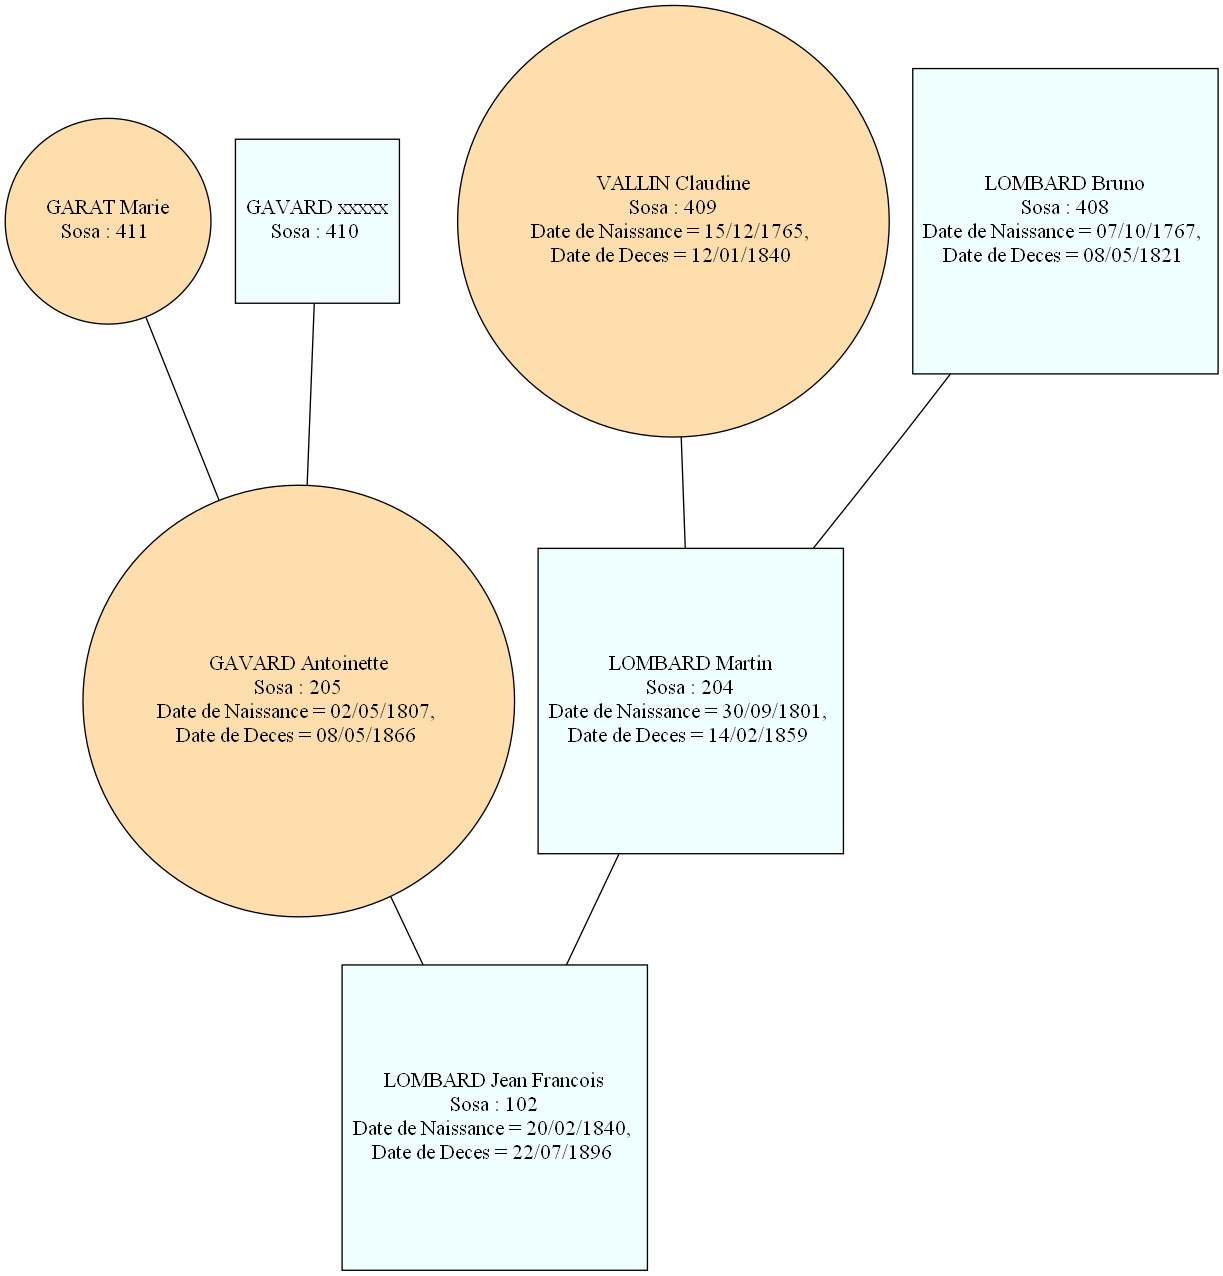 GARAT Marie
Sosa : 411
GAVARD xxxxx
Sosa : 410
VALLIN Claudine
Sosa : 409
Date de Naissance = 15/12/1765,
Date de Deces = 12/01/1840
LOMBARD Bruno
Sosa : 408
Date de Naissance = 07/10/1767,
Date de Deces = 08/05/1821
GAVARD Antoinette
Sosa : 205
Date de Naissance = 02/05/1807,
Date de Deces = 08/05/1866
LOMBARD Martin
Sosa : 204
Date de Naissance = 30/09/1801,
Date de Deces = 14/02/1859
LOMBARD Jean Francois
Sosa : 102
Date de Naissance = 20/02/1840,
Date de Deces = 22/07/1896